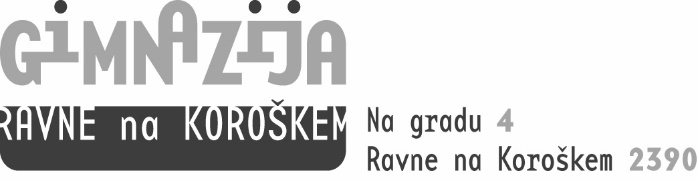 GiMNAZijA
RAVNE na KOROŠKEM
Na gradu 4
Ravne na Koroškem 2390